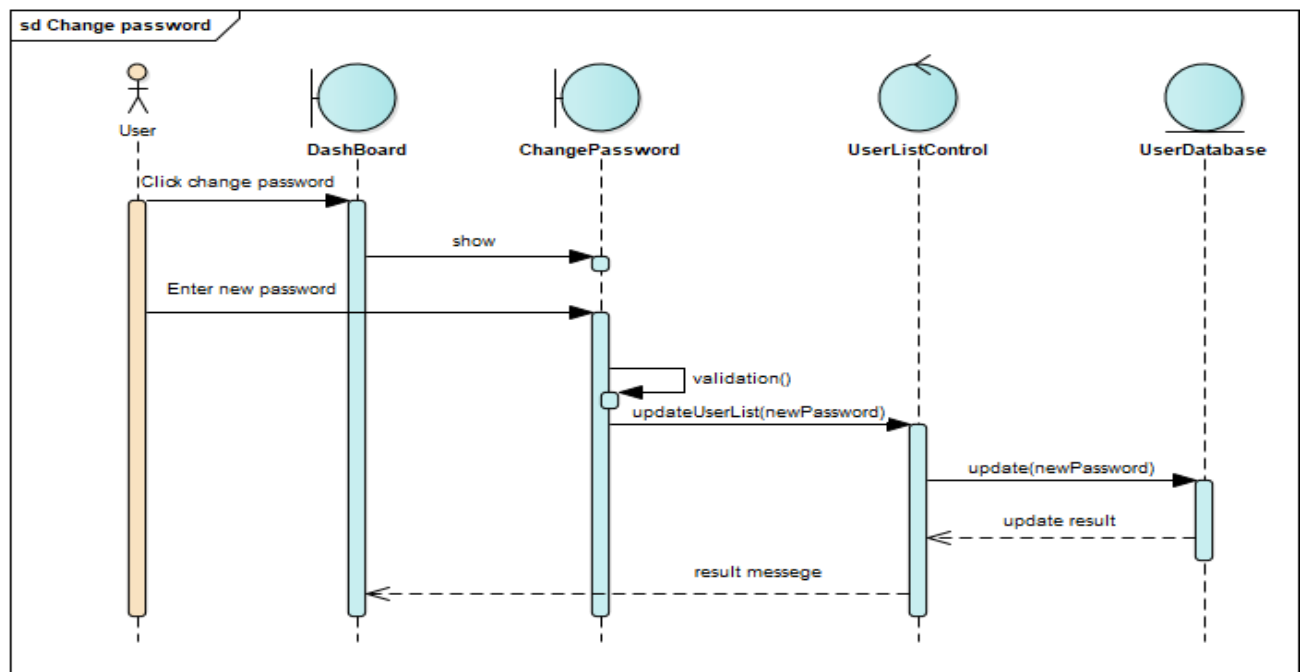 sd Change password
User
DashBoard
ChangePassword
UserListControl
UserDatabase
Click change password
show
Enter new password
validation()
updateUserList(newPassword)
update(newPassword)
update result
result messege